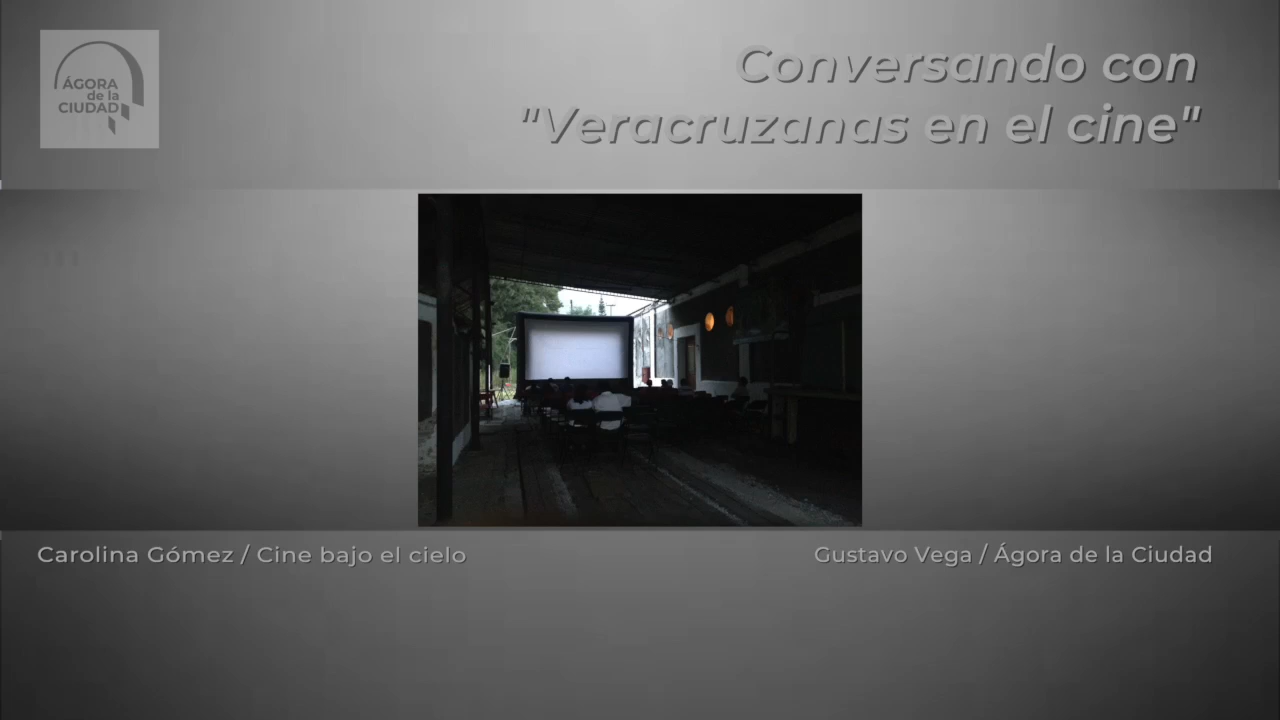 ÁGORA
de la
CIUDAD
Conversando con
"Veracruzanas en el cine"
Carolina Gómez / Cine bajo el cielo
Gustavo Vega / Ágora de la Ciudad